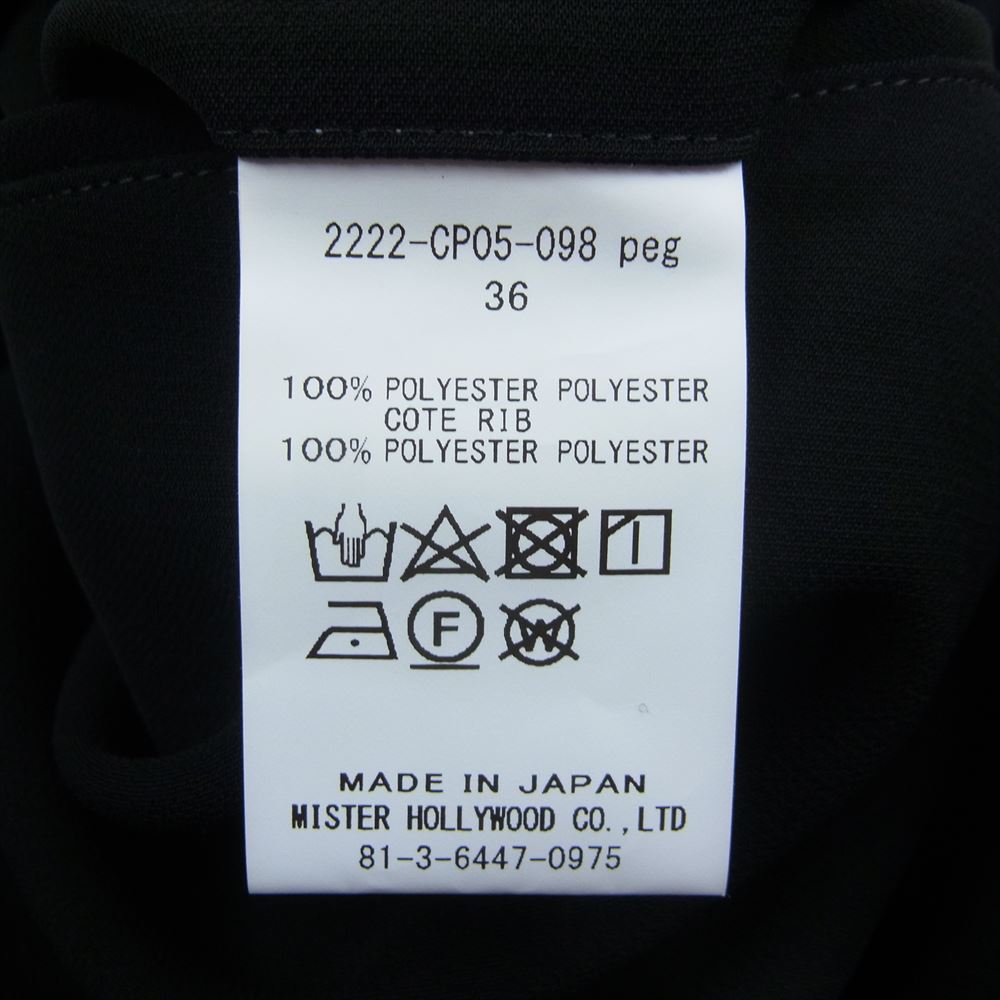 2222-CP05-098 peg
36
100% POLYESTER POLYESTER
COTE RIB
100% POLYESTER POLYESTER
F
W
MADE IN JAPAN
MISTER HOLLYWOOD CO.,LTD
81-3-6447-0975